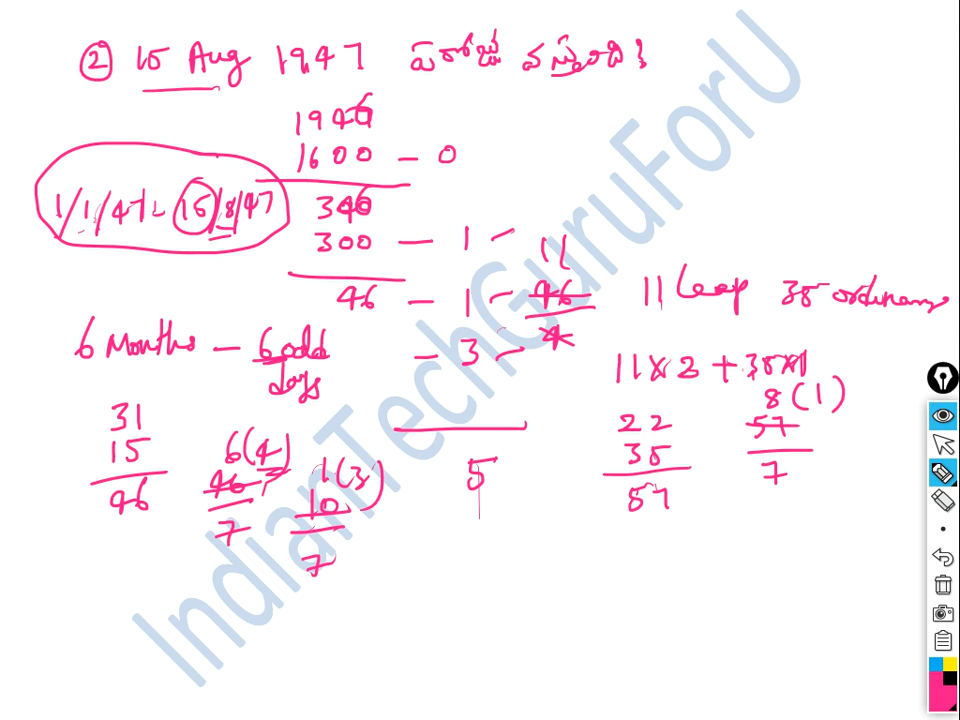 ② 15 Aug 1947 ఏరోజు వస్తుంది?
1946
1600 – 0
1/1/47 – 15/8/47
346
300 – 1
46 – 1 – 46/4 11
11 Leap 35 ordinary
6 Months – 6 odd days
– 3
11×2 + 35×1
31
15
46
46/7 6(4)
10/7 1(3)
5
22
35
57
57/7 8(1)
IndianTechGuruForU